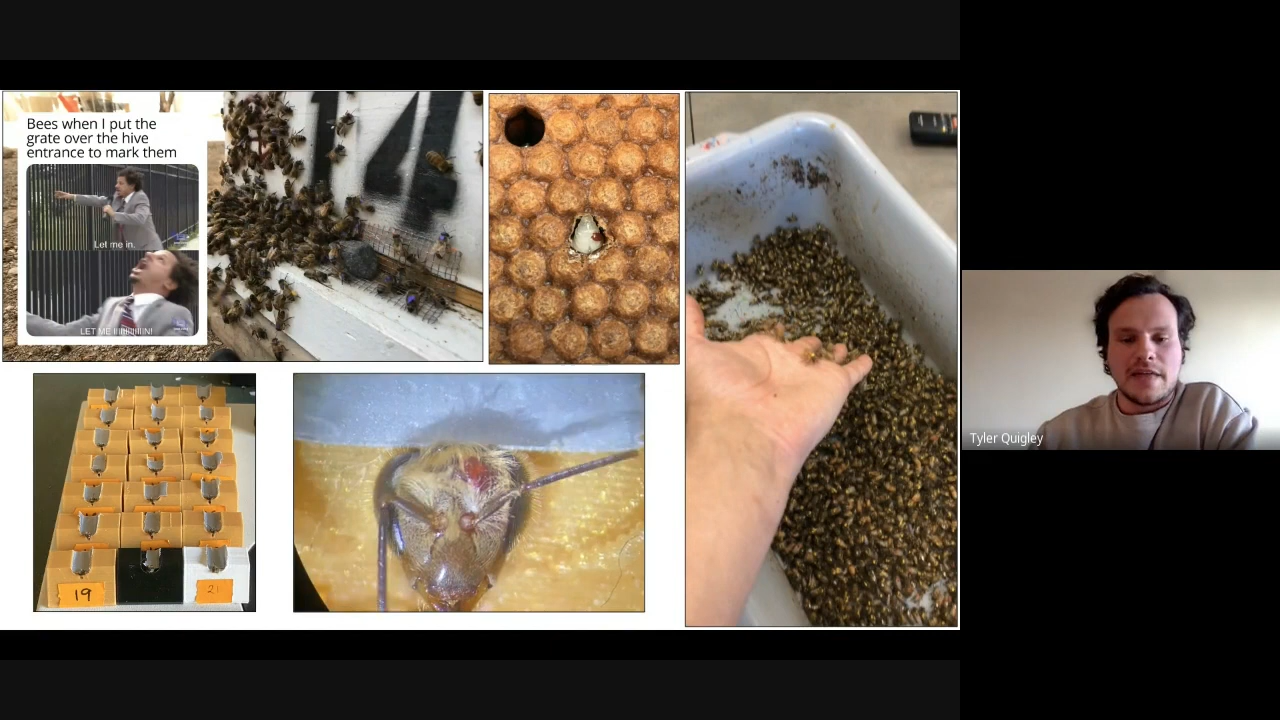 Bees when I put the
grate over the hive
entrance to mark them
Let me in.
LET ME IIIIIIIIIIIN!
14
19
21
Tyler Quigley